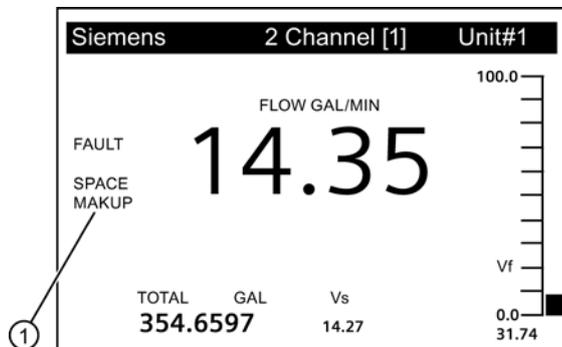 Siemens 2 Channel [1] Unit#1
100.0
FLOW GAL/MIN
FAULT
14.35
SPACE
MAKUP
Vf
TOTAL GAL Vs
354.6597 14.27
0.0
31.74
1